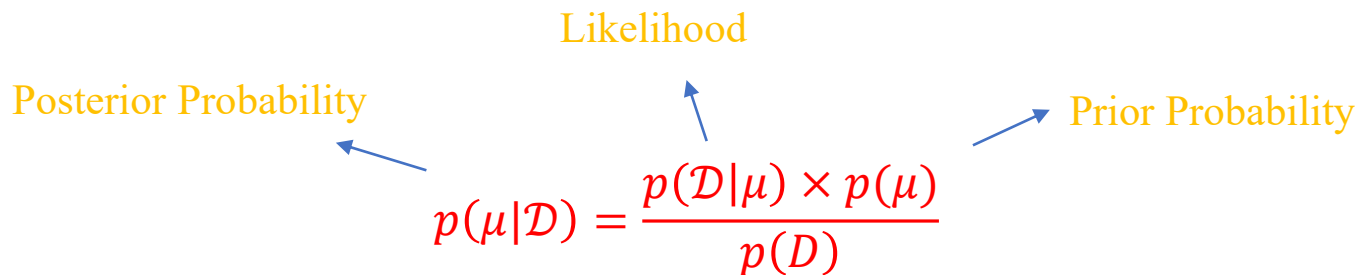 Likelihood
Posterior Probability
Prior Probability
p(μ|𝒟) = p(𝒟|μ) × p(μ) / p(D)